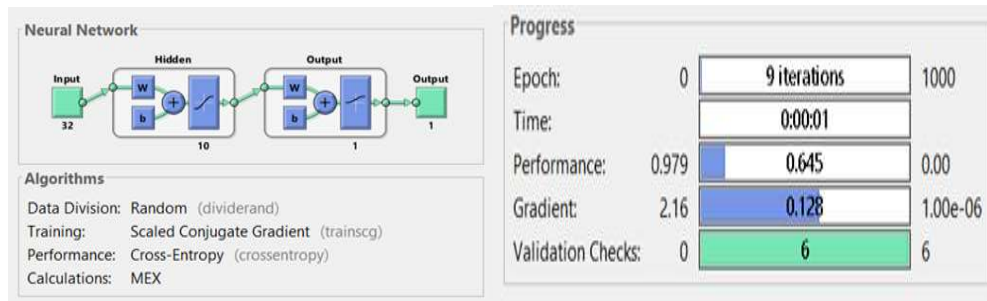 Neural Network
Hidden
Output
Input
W
b
+
W
b
+
Output
32
10
1
1
Algorithms
Data Division: Random (dividerand)
Training: Scaled Conjugate Gradient (trainscg)
Performance: Cross-Entropy (crossentropy)
Calculations: MEX
Progress
Epoch: 0 9 iterations 1000
Time: 0:00:01
Performance: 0.979 0.645 0.00
Gradient: 2.16 0.128 1.00e-06
Validation Checks: 0 6 6